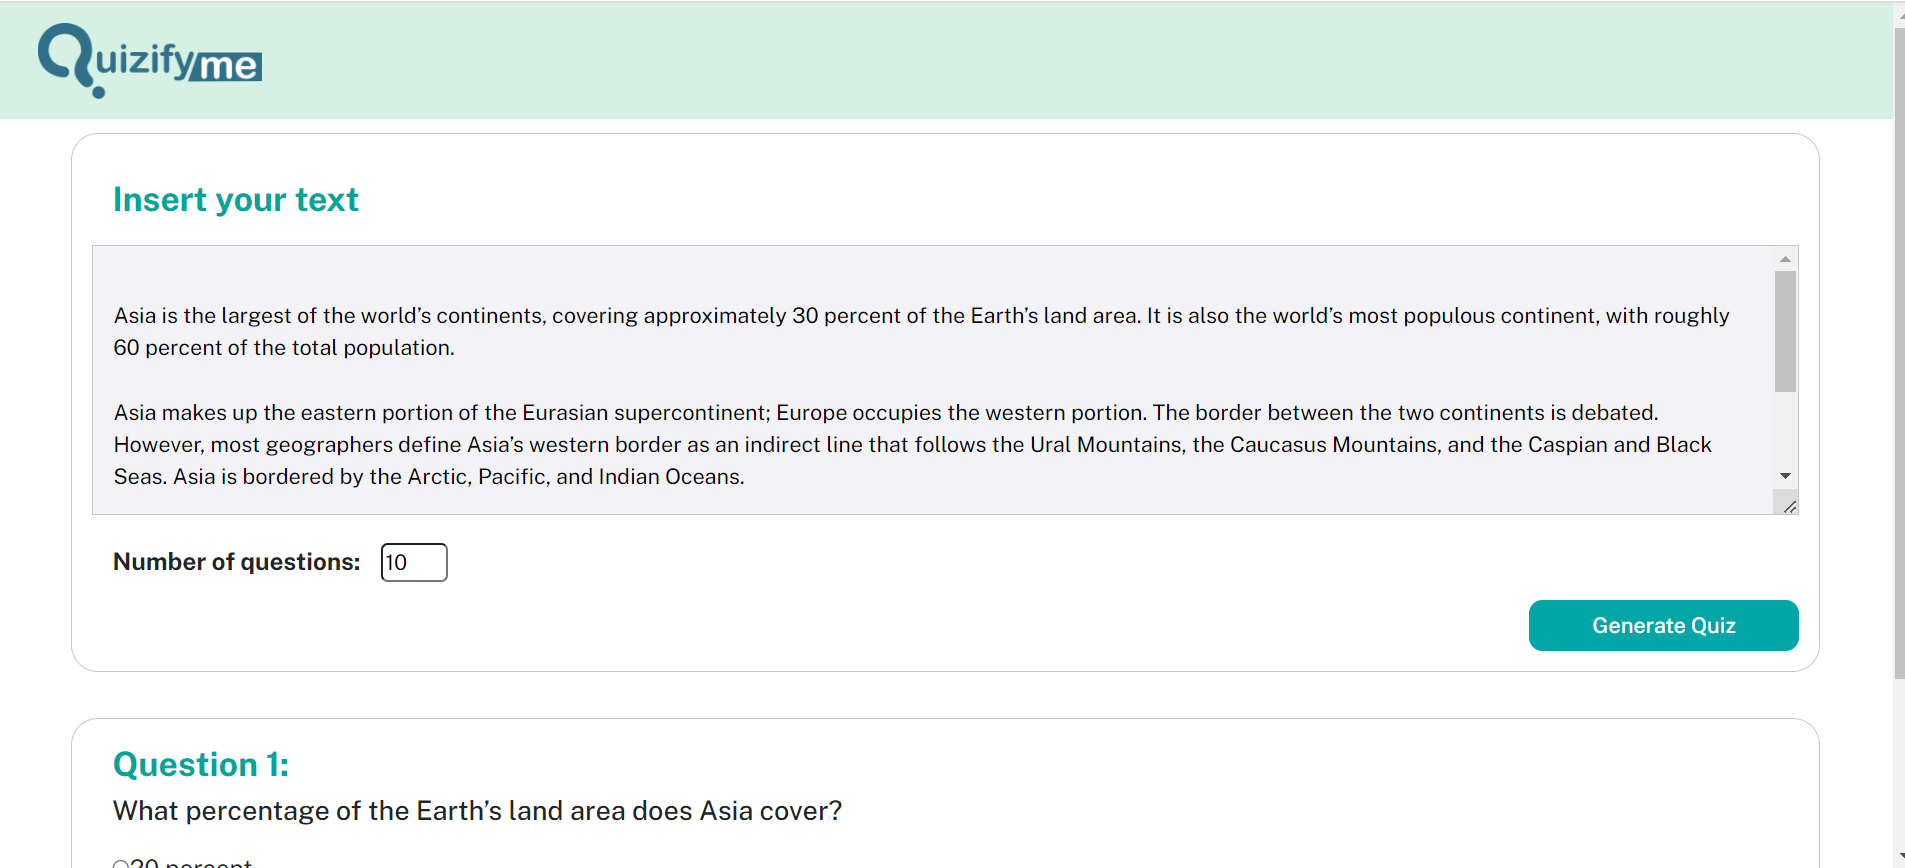 Quizifyme
Insert your text
Asia is the largest of the world’s continents, covering approximately 30 percent of the Earth’s land area. It is also the world’s most populous continent, with roughly
60 percent of the total population.
Asia makes up the eastern portion of the Eurasian supercontinent; Europe occupies the western portion. The border between the two continents is debated.
However, most geographers define Asia’s western border as an indirect line that follows the Ural Mountains, the Caucasus Mountains, and the Caspian and Black
Seas. Asia is bordered by the Arctic, Pacific, and Indian Oceans.
Number of questions: 10
Generate Quiz
Question 1:
What percentage of the Earth’s land area does Asia cover?
percent